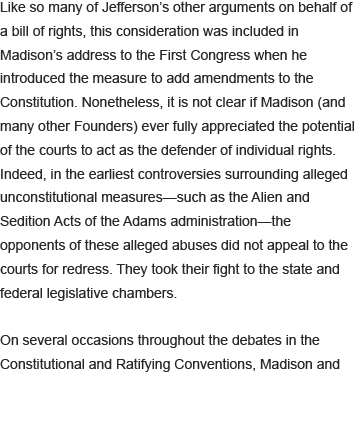 Like so many of Jefferson’s other arguments on behalf of
a bill of rights, this consideration was included in
Madison’s address to the First Congress when he
introduced the measure to add amendments to the
Constitution. Nonetheless, it is not clear if Madison (and
many other Founders) ever fully appreciated the potential
of the courts to act as the defender of individual rights.
Indeed, in the earliest controversies surrounding alleged
unconstitutional measures—such as the Alien and
Sedition Acts of the Adams administration—the
opponents of these alleged abuses did not appeal to the
courts for redress. They took their fight to the state and
federal legislative chambers.
On several occasions throughout the debates in the
Constitutional and Ratifying Conventions, Madison and